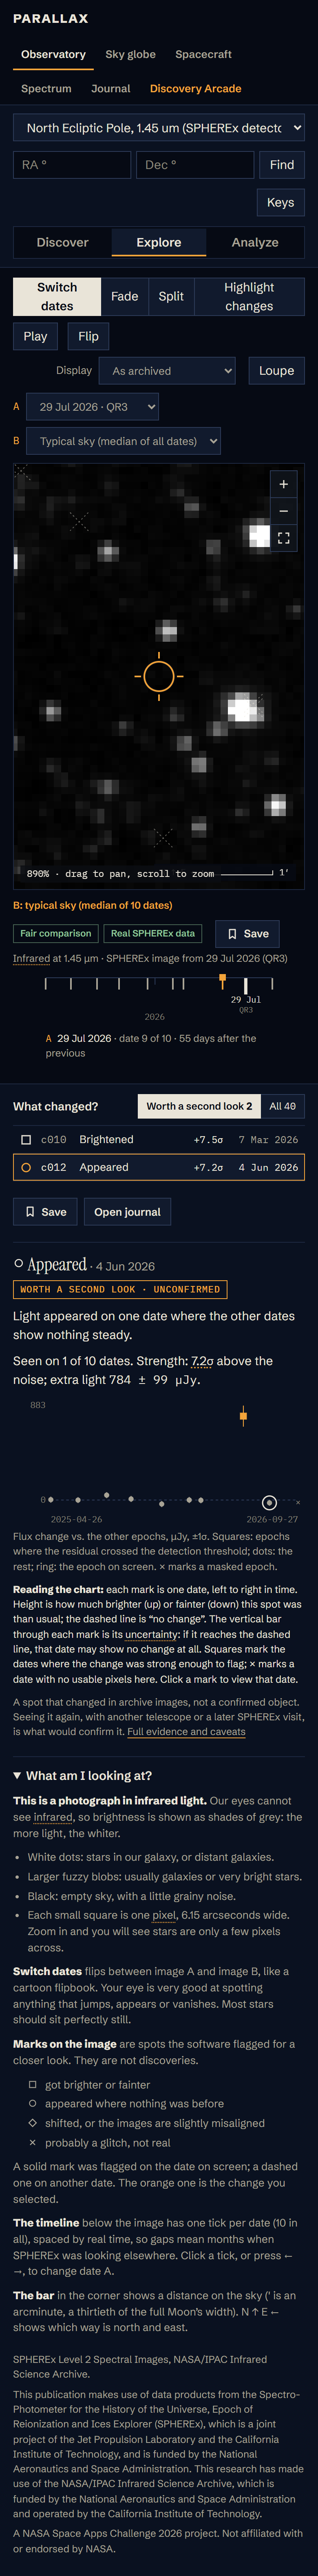 PARALLAX
Observatory Sky globe Spacecraft
Spectrum Journal Discovery Arcade
North Ecliptic Pole, 1.45 um (SPHEREx detecto
RA ° Dec ° Find
Keys
Discover Explore Analyze
Switch dates Fade Split Highlight changes
Play Flip
Display As archived Loupe
A 29 Jul 2026 · QR3
B Typical sky (median of all dates)
+
−
890% · drag to pan, scroll to zoom 1′
B: typical sky (median of 10 dates)
Fair comparison Real SPHEREx data Save
Infrared at 1.45 µm · SPHEREx image from 29 Jul 2026 (QR3)
29 Jul
QR3
2026
A 29 Jul 2026 · date 9 of 10 · 55 days after the
previous
What changed? Worth a second look 2 All 40
c010 Brightened +7.5σ 7 Mar 2026
c012 Appeared +7.2σ 4 Jun 2026
Save Open journal
Appeared · 4 Jun 2026
WORTH A SECOND LOOK · UNCONFIRMED
Light appeared on one date where the other dates
show nothing steady.
Seen on 1 of 10 dates. Strength: 7.2σ above the
noise; extra light 784 ± 99 µJy.
883
0 ×
2025-04-26 2026-09-27
Flux change vs. the other epochs, µJy, ±1σ. Squares: epochs
where the residual crossed the detection threshold; dots: the
rest; ring: the epoch on screen. × marks a masked epoch.
Reading the chart: each mark is one date, left to right in time.
Height is how much brighter (up) or fainter (down) this spot was
than usual; the dashed line is “no change”. The vertical bar
through each mark is its uncertainty: if it reaches the dashed
line, that date may show no change at all. Squares mark the
dates where the change was strong enough to flag; × marks a
date with no usable pixels here. Click a mark to view that date.
A spot that changed in archive images, not a confirmed object.
Seeing it again, with another telescope or a later SPHEREx visit,
is what would confirm it. Full evidence and caveats
▼ What am I looking at?
This is a photograph in infrared light. Our eyes cannot
see infrared, so brightness is shown as shades of grey: the
more light, the whiter.
• White dots: stars in our galaxy, or distant galaxies.
• Larger fuzzy blobs: usually galaxies or very bright stars.
• Black: empty sky, with a little grainy noise.
• Each small square is one pixel, 6.15 arcseconds wide.
Zoom in and you will see stars are only a few pixels
across.
Switch dates flips between image A and image B, like a
cartoon flipbook. Your eye is very good at spotting
anything that jumps, appears or vanishes. Most stars
should sit perfectly still.
Marks on the image are spots the software flagged for a
closer look. They are not discoveries.
□ got brighter or fainter
○ appeared where nothing was before
◇ shifted, or the images are slightly misaligned
× probably a glitch, not real
A solid mark was flagged on the date on screen; a dashed
one on another date. The orange one is the change you
selected.
The timeline below the image has one tick per date (10 in
all), spaced by real time, so gaps mean months when
SPHEREx was looking elsewhere. Click a tick, or press ←
→, to change date A.
The bar in the corner shows a distance on the sky (′ is an
arcminute, a thirtieth of the full Moon’s width). N ↑ E ←
shows which way is north and east.
SPHEREx Level 2 Spectral Images, NASA/IPAC Infrared
Science Archive.
This publication makes use of data products from the Spectro-
Photometer for the History of the Universe, Epoch of
Reionization and Ices Explorer (SPHEREx), which is a joint
project of the Jet Propulsion Laboratory and the California
Institute of Technology, and is funded by the National
Aeronautics and Space Administration. This research has made
use of the NASA/IPAC Infrared Science Archive, which is
funded by the National Aeronautics and Space Administration
and operated by the California Institute of Technology.
A NASA Space Apps Challenge 2026 project. Not affiliated with
or endorsed by NASA.